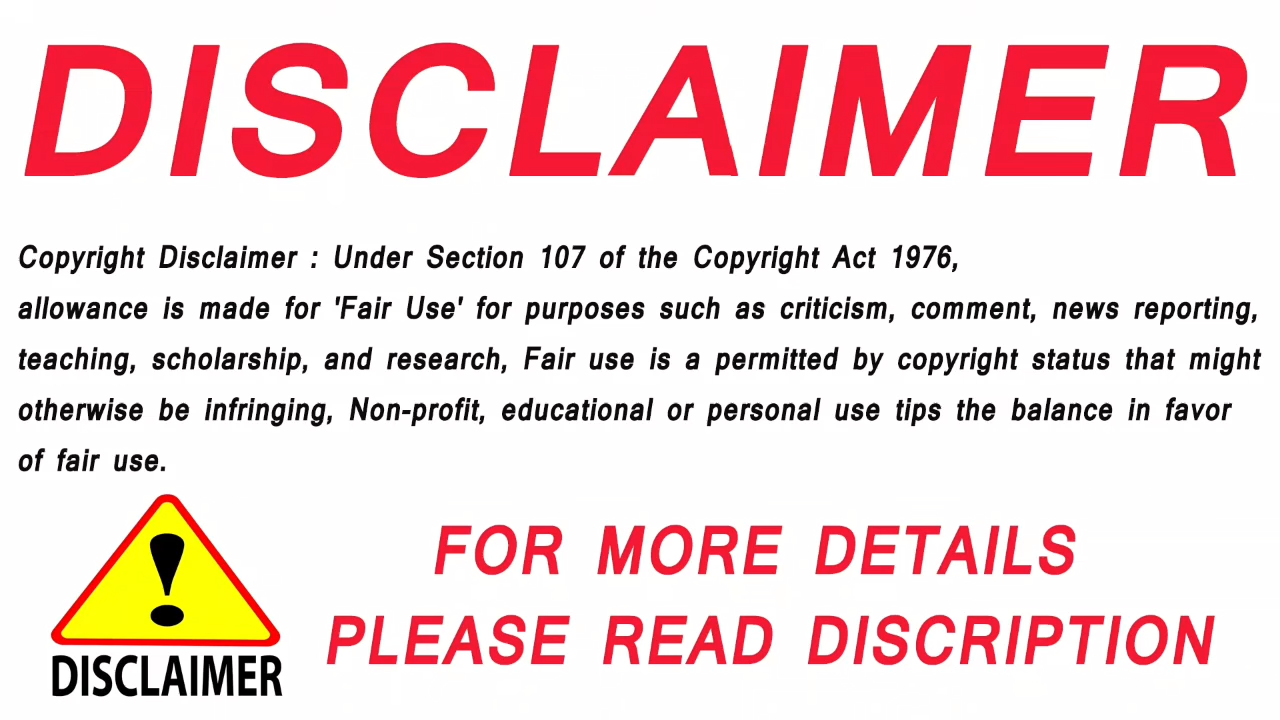 DISCLAIMER
Copyright Disclaimer : Under Section 107 of the Copyright Act 1976,
allowance is made for 'Fair Use' for purposes such as criticism, comment, news reporting,
teaching, scholarship, and research, Fair use is a permitted by copyright status that might
otherwise be infringing, Non-profit, educational or personal use tips the balance in favor
of fair use.
DISCLAIMER
FOR MORE DETAILS
PLEASE READ DISCRIPTION